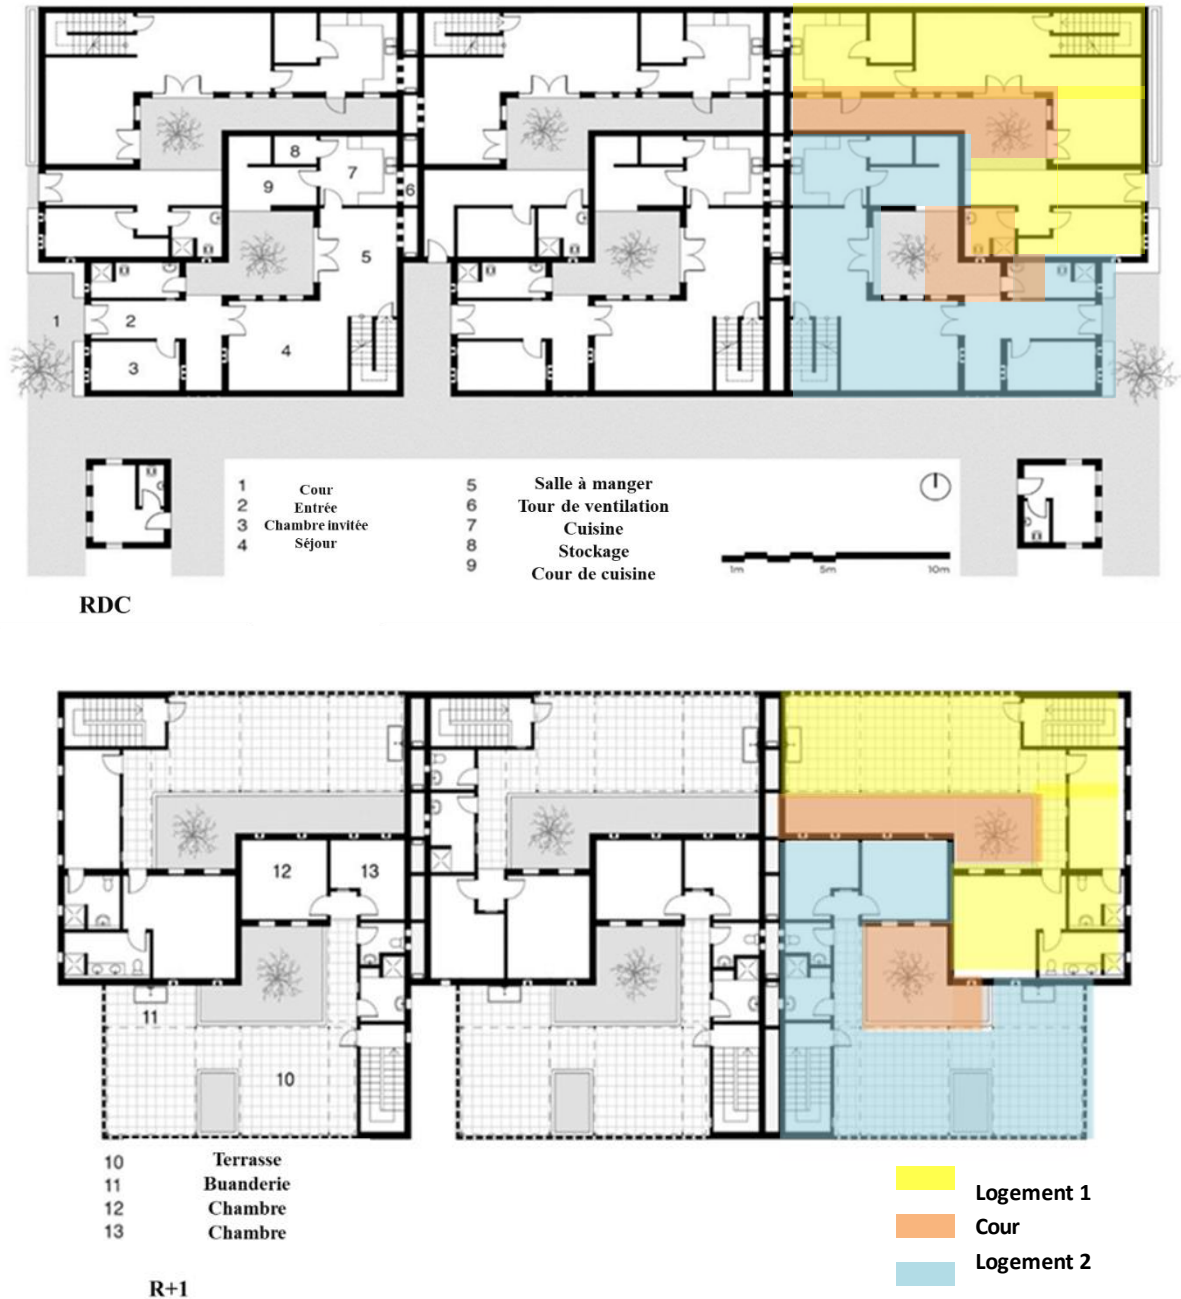 8
7
9
6
5
1
2
4
3
1 Cour
2 Entrée
3 Chambre invitée
4 Séjour
5 Salle à manger
6 Tour de ventilation
7 Cuisine
8 Stockage
9 Cour de cuisine
1m 5m 10m
RDC
12
13
11
10
10 Terrasse
11 Buanderie
12 Chambre
13 Chambre
Logement 1
Cour
Logement 2
R+1